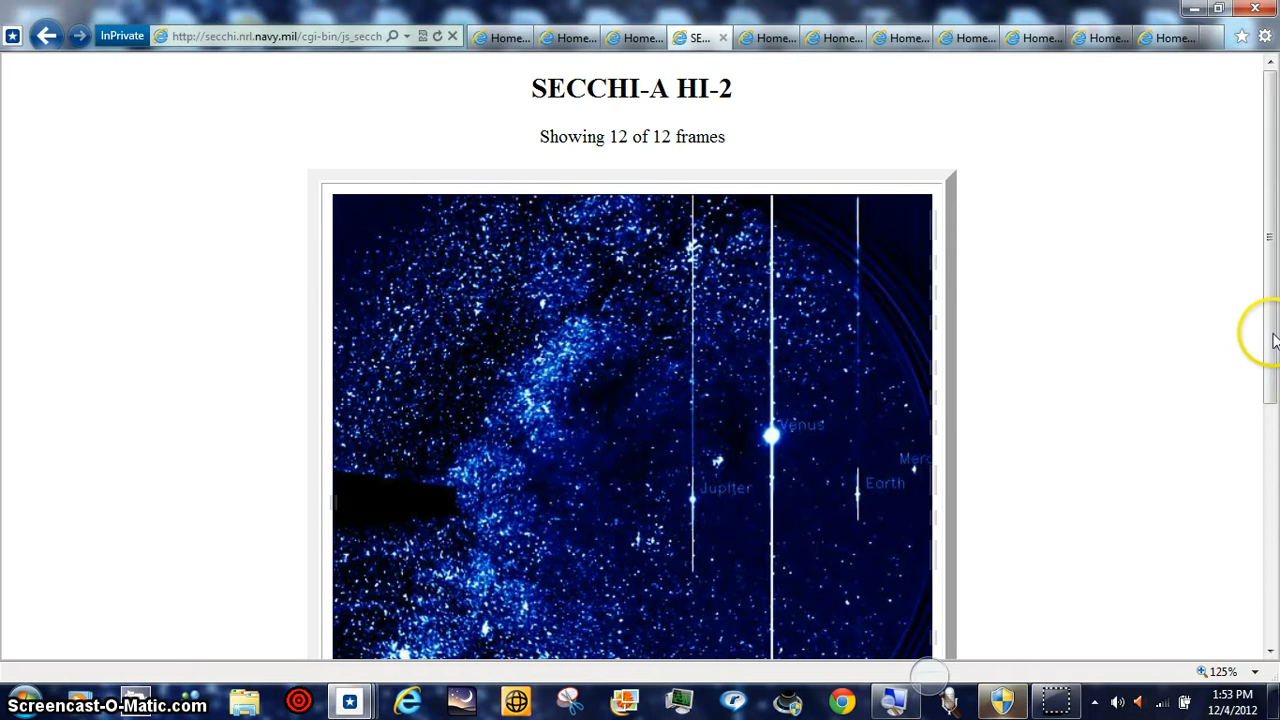 InPrivate
http://secchi.nrl.navy.mil/cgi-bin/js_secch
Home...
Home...
Home...
SE...
Home...
Home...
Home...
Home...
Home...
Home...
Home...
SECCHI-A HI-2
Showing 12 of 12 frames
Venus
Merc
Earth
Jupiter
125%
Screencast-O-Matic.com
1:53 PM
12/4/2012